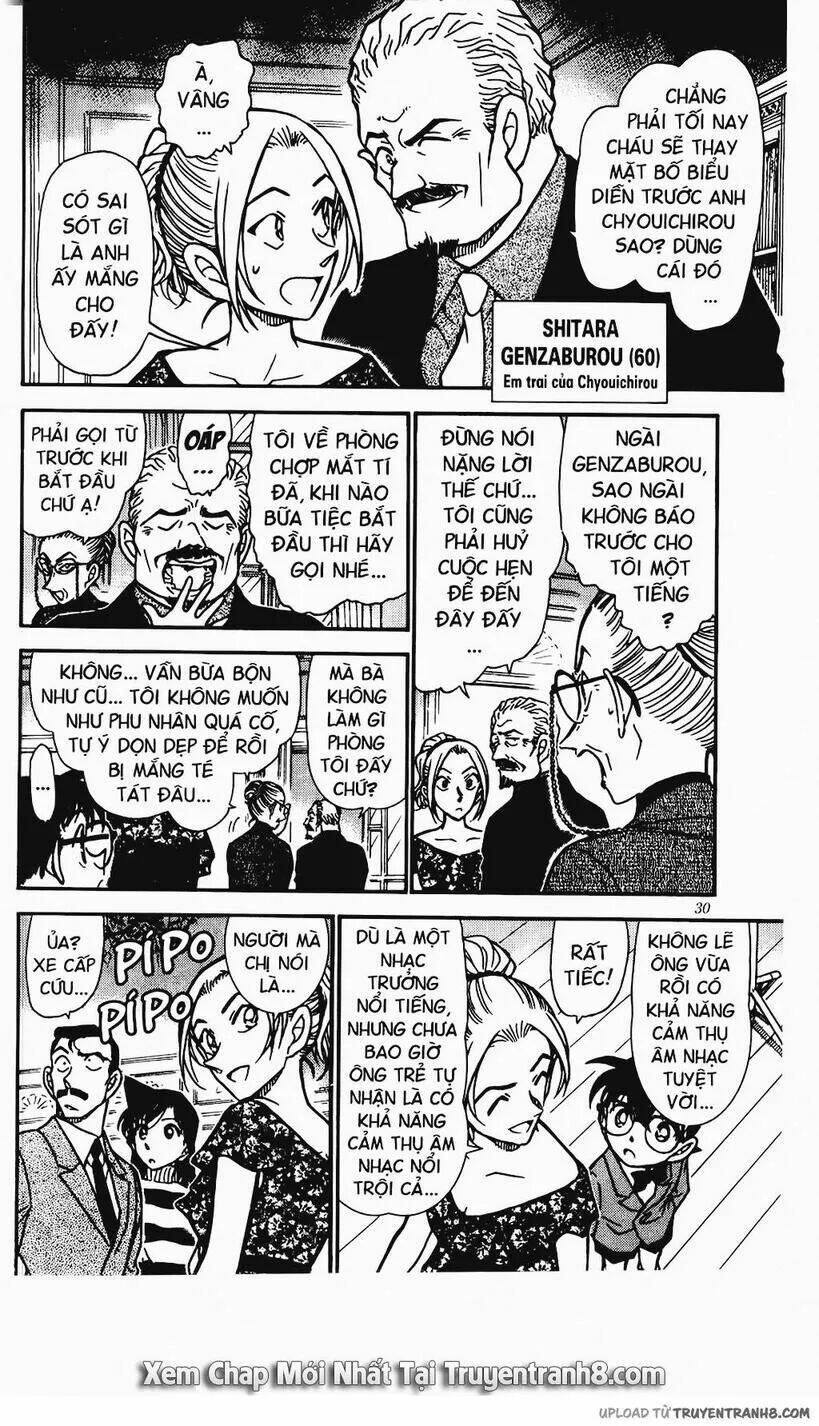 CHẲNG
PHẢI TỐI NAY
CHÁU SẼ THAY
MẶT BỐ BIỂU
DIỄN TRƯỚC ANH
CHYOUICHIROU
SAO? DÙNG
CÁI ĐÓ
...
À,
VÂNG
...
CÓ SAI
SÓT GÌ
LÀ ANH
ẤY MẮNG
CHO
ĐẤY!
SHITARA
GENZABUROU (60)
Em trai của Chyouichirou
NGÀI
GENZABUROU,
SAO NGÀI
KHÔNG BÁO
TRƯỚC CHO
TÔI MỘT
TIẾNG
?
ĐỪNG NÓI
NẶNG LỜI
THẾ CHỨ...
TÔI CŨNG
PHẢI HUỶ
CUỘC HẸN
ĐỂ ĐẾN
ĐÂY ĐẤY
...
TÔI VỀ PHÒNG
CHỢP MẮT TÍ
ĐÃ, KHI NÀO
BỮA TIỆC BẮT
ĐẦU THÌ HÃY
GỌI NHÉ...
OÁP
...
PHẢI GỌI TỪ
TRƯỚC KHI
BẮT ĐẦU
CHỨ Ạ!
MÀ BÀ
KHÔNG
LÀM GÌ
PHÒNG
TÔI ĐẤY
CHỨ?
KHÔNG... VẪN BỪA BỘN
NHƯ CŨ... TÔI KHÔNG MUỐN
NHƯ PHU NHÂN QUÁ CỐ,
TỰ Ý DỌN DẸP ĐỂ RỒI
BỊ MẮNG TÉ
TÁT ĐÂU...
...
30
KHÔNG LẼ
ÔNG VỪA
RỒI CÓ
KHẢ NĂNG
CẢM THỤ
ÂM NHẠC
TUYỆT
VỜI...
RẤT
TIẾC!
DÙ LÀ MỘT
NHẠC
TRƯỞNG
NỔI TIẾNG,
NHƯNG CHƯA
BAO GIỜ
ÔNG TRẺ TỰ
NHẬN LÀ CÓ
KHẢ NĂNG
CẢM THỤ ÂM
NHẠC NỔI
TRỘI CẢ...
NGƯỜI MÀ
CHỊ NÓI
LÀ...
PÍPO
PÍPO
ỦA?
XE CẤP
CỨU...
Xem Chap Mới Nhất Tại Truyentranh8.com
UPLOAD TỪ TRUYENTRANH8.COM